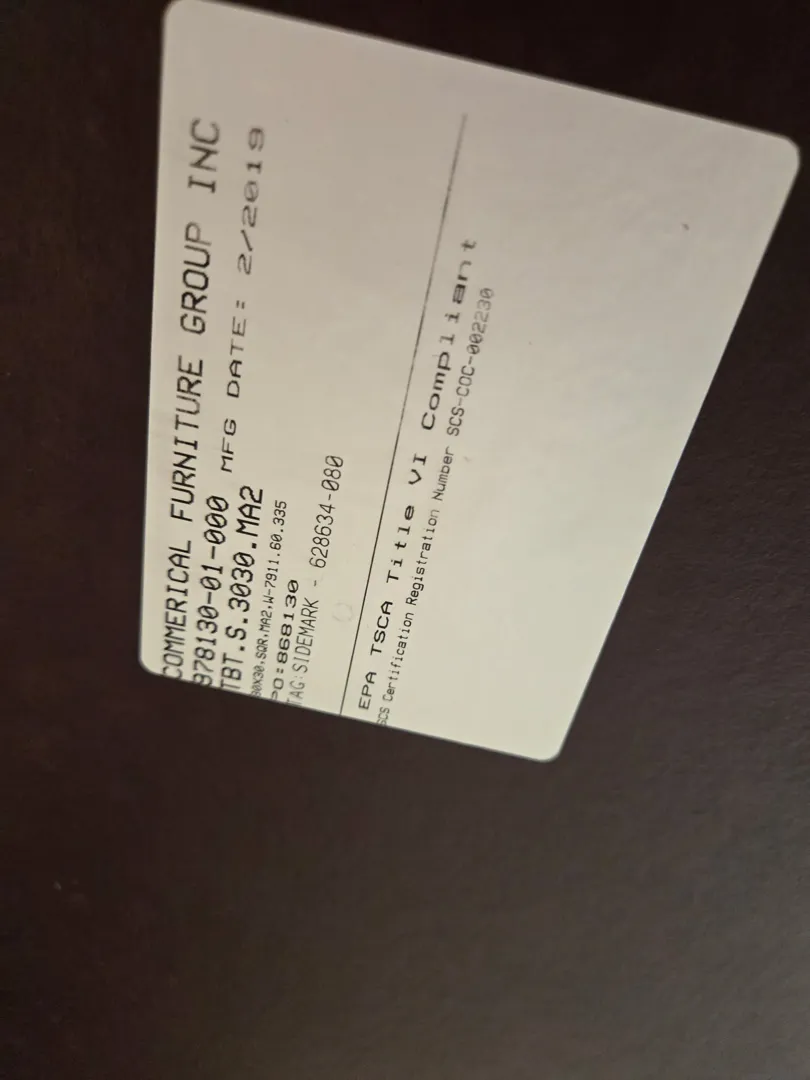 COMMERICAL FURNITURE GROUP INC
978130-01-000 MFG DATE: 2/2019
TBT.S.3030.MA2
30X30,SQR,MA2,W-7911.60.335
PO:868130
TAG:SIDEMARK - 628634-080
EPA TSCA Title VI Compliant
SCS Certification Registration Number SCS-COC-002230